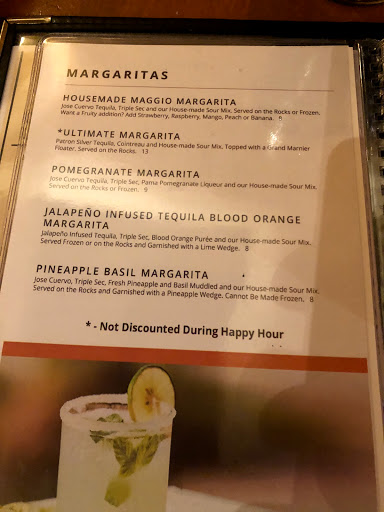 MARGARITAS
HOUSEMADE MAGGIO MARGARITA
Jose Cuervo Tequila, Triple Sec and our House-made Sour Mix. Served on the Rocks or Frozen.
Want a Fruity addition? Add Strawberry, Raspberry, Mango, Peach or Banana. 8
*ULTIMATE MARGARITA
Patron Silver Tequila, Cointreau and House-made Sour Mix, Topped with a Grand Marnier
Floater. Served on the Rocks. 13
POMEGRANATE MARGARITA
Jose Cuervo Tequila, Triple Sec, Pama Pomegranate Liqueur and our House-made Sour Mix.
Served on the Rocks or Frozen. 9
JALAPEÑO INFUSED TEQUILA BLOOD ORANGE
MARGARITA
Jalapeño Infused Tequila, Triple Sec, Blood Orange Purée and our House-made Sour Mix.
Served Frozen or on the Rocks and Garnished with a Lime Wedge. 8
PINEAPPLE BASIL MARGARITA
Jose Cuervo, Triple Sec, Fresh Pineapple and Basil Muddled and our House-made Sour Mix.
Served on the Rocks and Garnished with a Pineapple Wedge. Cannot Be Made Frozen. 8
* - Not Discounted During Happy Hour